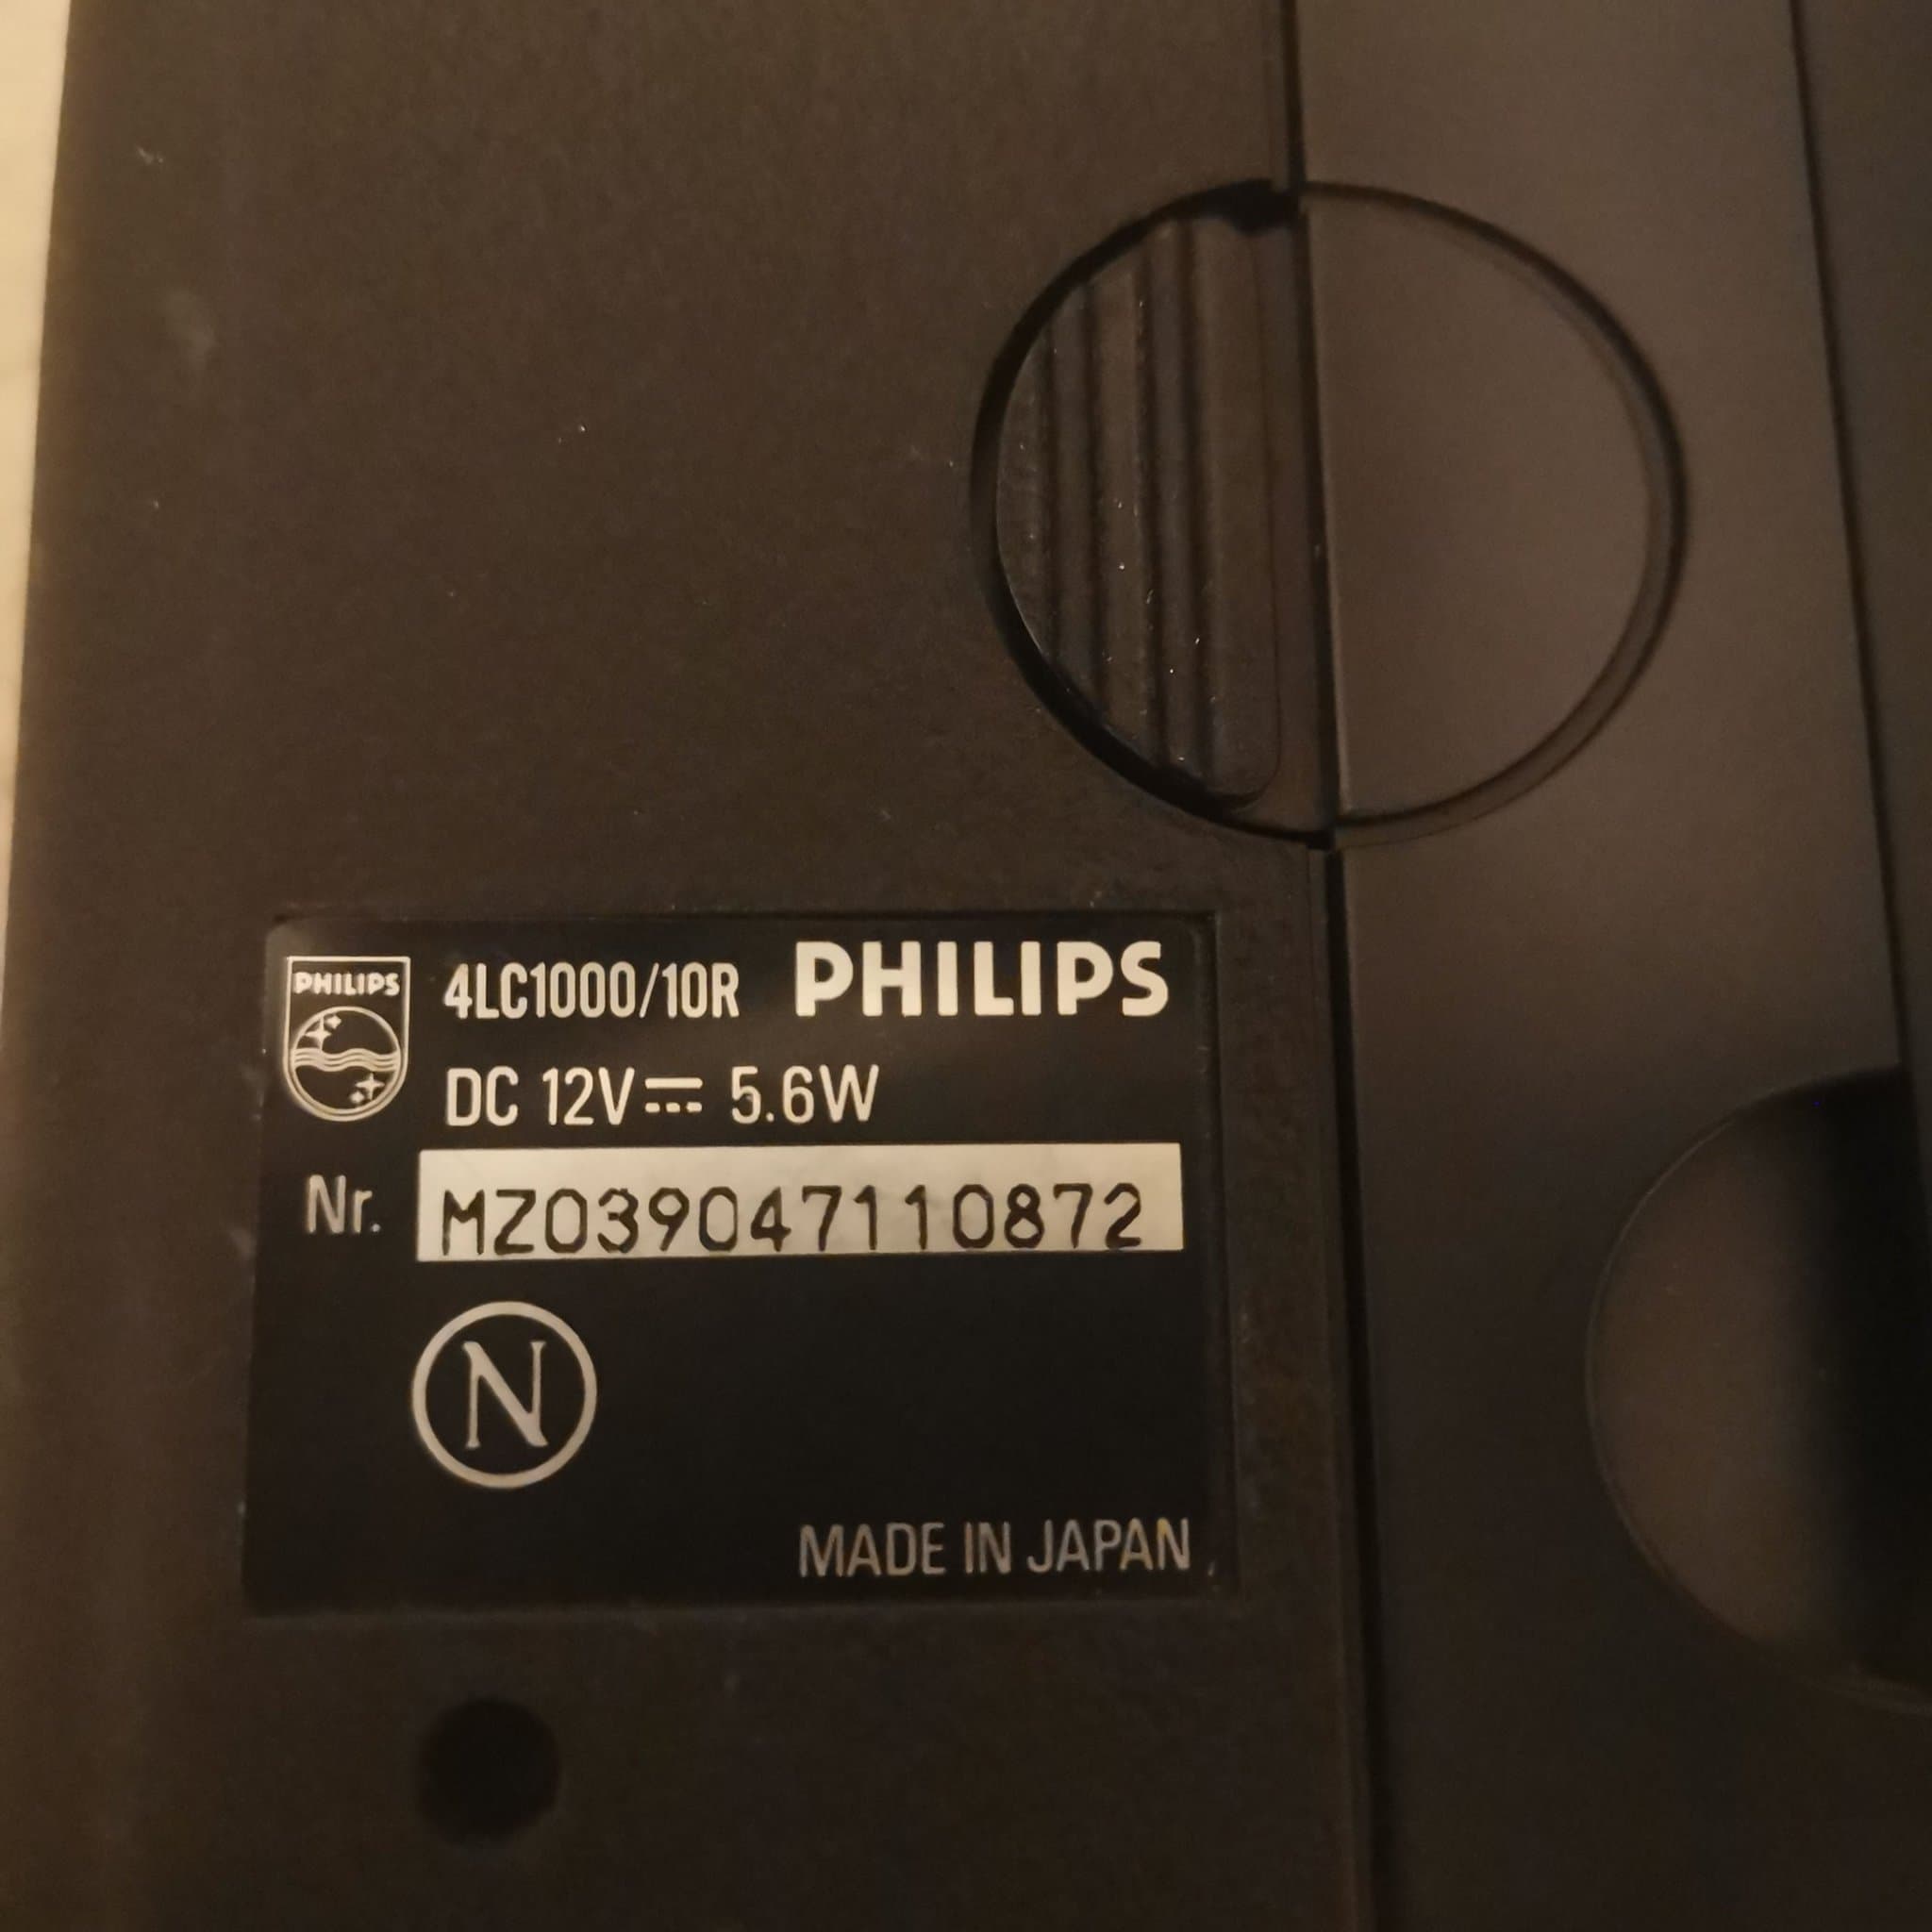 PHILIPS
4LC1000/10R PHILIPS
DC 12V⎓ 5.6W
Nr. MZ039047110872
N
MADE IN JAPAN